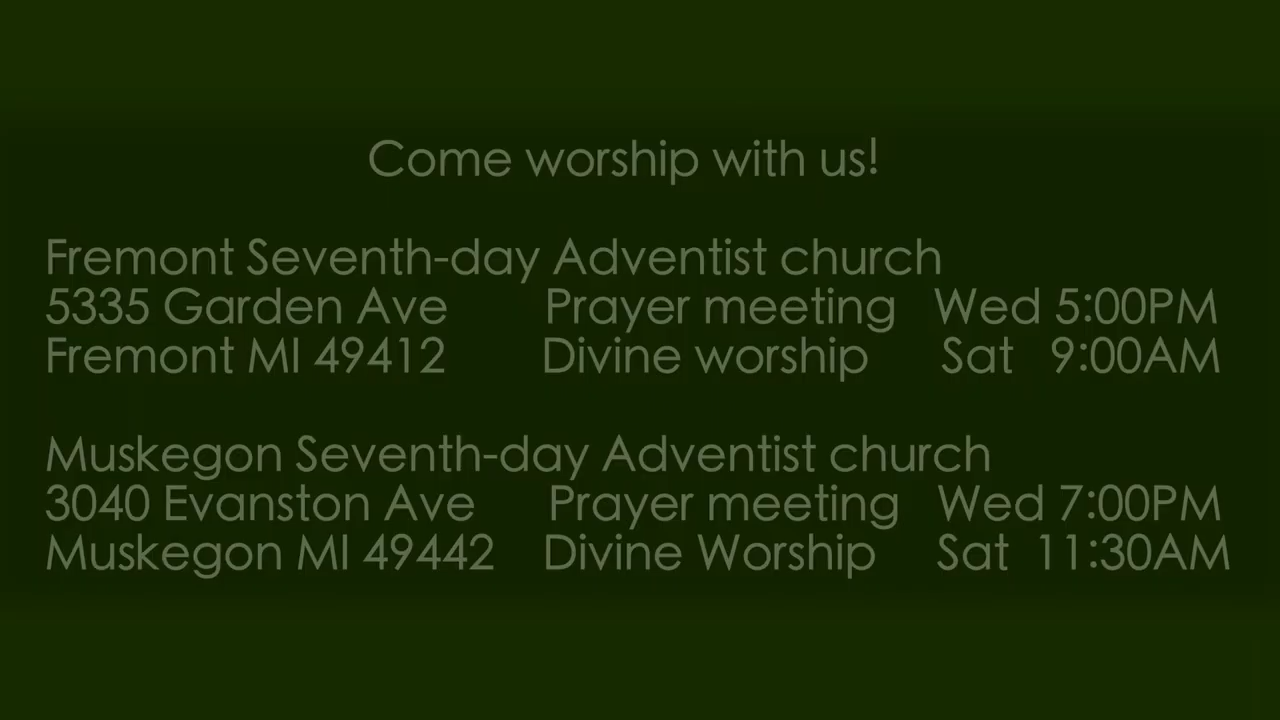 Come worship with us!
Fremont Seventh-day Adventist church
5335 Garden Ave Prayer meeting Wed 5:00PM
Fremont MI 49412 Divine worship Sat 9:00AM
Muskegon Seventh-day Adventist church
3040 Evanston Ave Prayer meeting Wed 7:00PM
Muskegon MI 49442 Divine Worship Sat 11:30AM